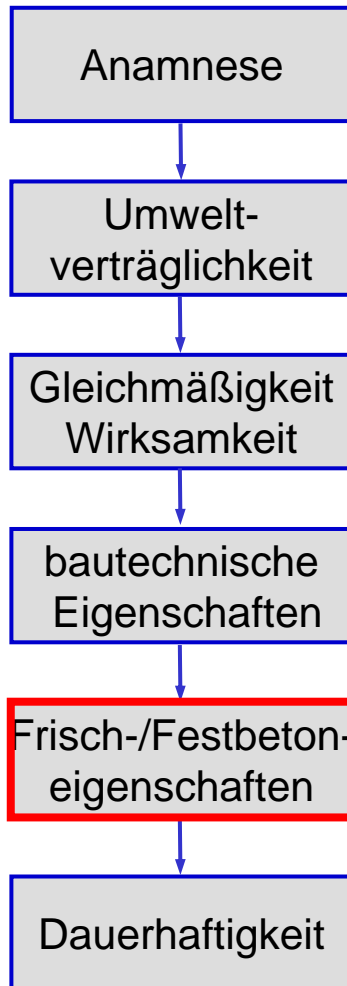 Anamnese
Umwelt-
verträglichkeit
Gleichmäßigkeit
Wirksamkeit
bautechnische
Eigenschaften
Frisch-/Festbeton-
eigenschaften
Dauerhaftigkeit